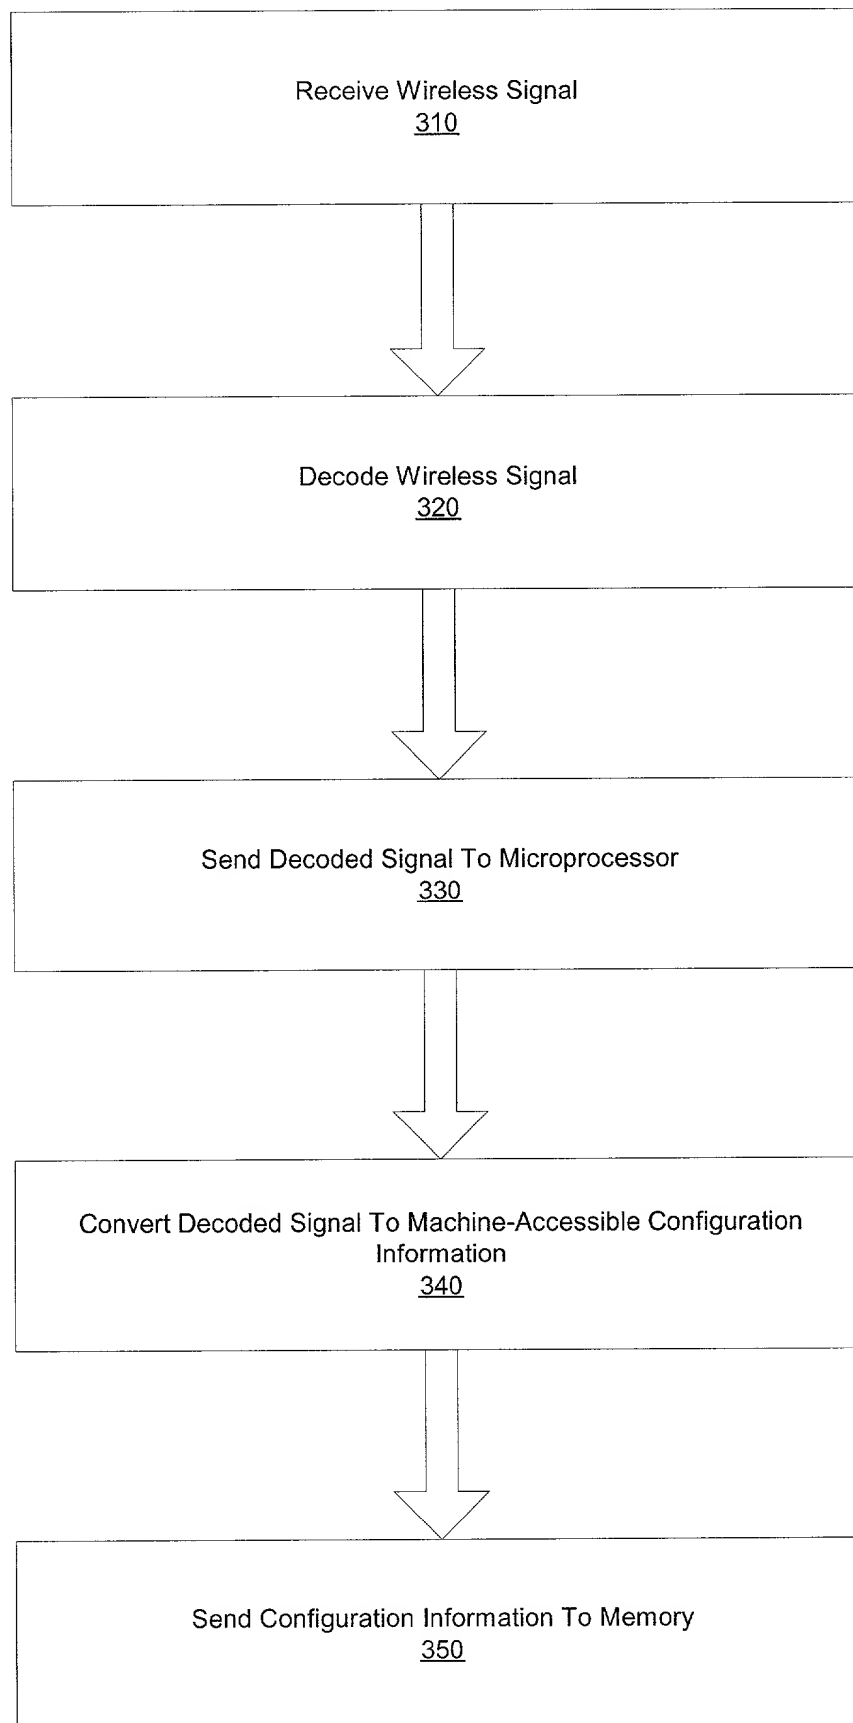 Receive Wireless Signal
310
Decode Wireless Signal
320
Send Decoded Signal To Microprocessor
330
Convert Decoded Signal To Machine-Accessible Configuration
Information
340
Send Configuration Information To Memory
350